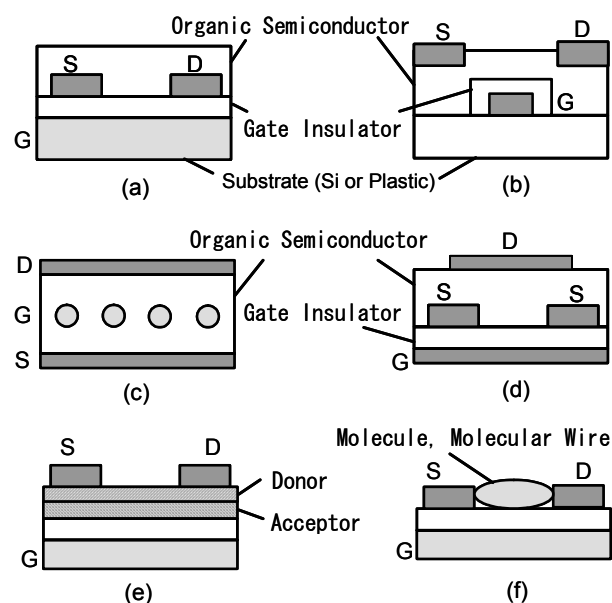 Organic Semiconductor
S D
S D
Gate Insulator
G
G
Substrate (Si or Plastic)
(a)
(b)
Organic Semiconductor
D
D
G
S S
Gate Insulator
S
G
(c)
(d)
Molecule, Molecular Wire
S D
S D
Donor
Acceptor
G
G
(e)
(f)